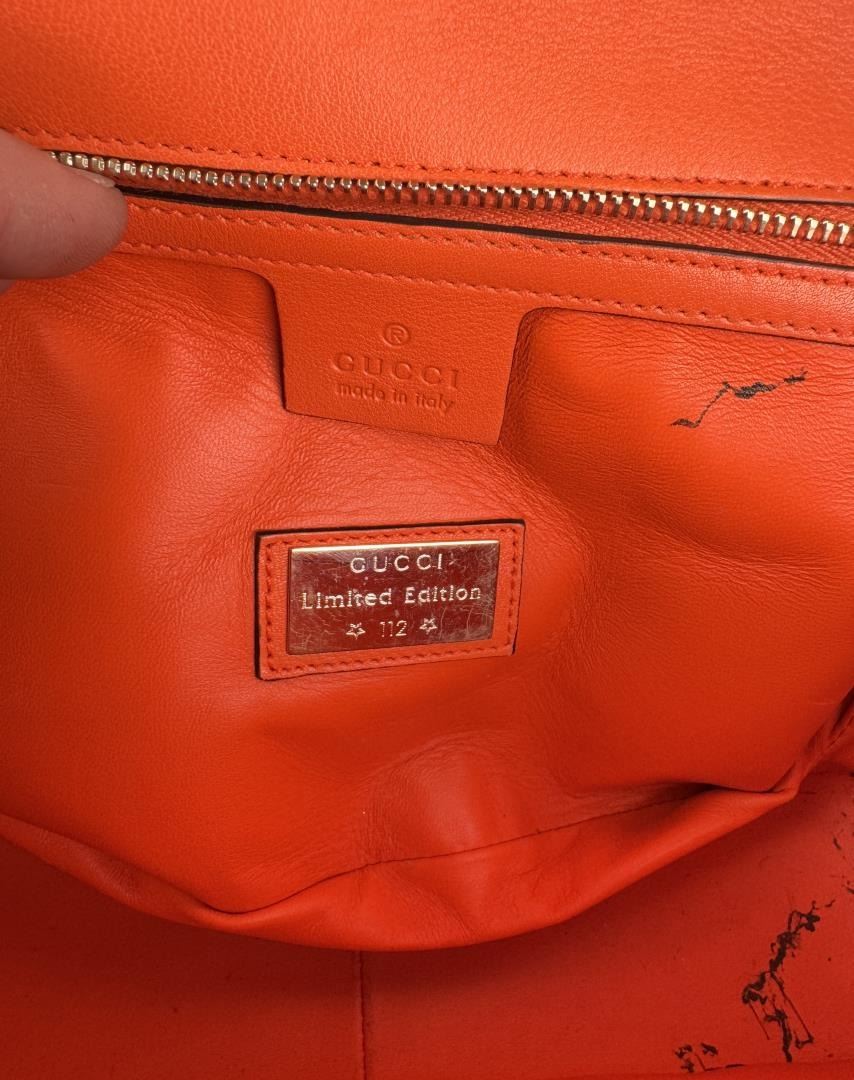 ®
GUCCI
made in italy
GUCCI
Limited Edition
☆ 112 ☆